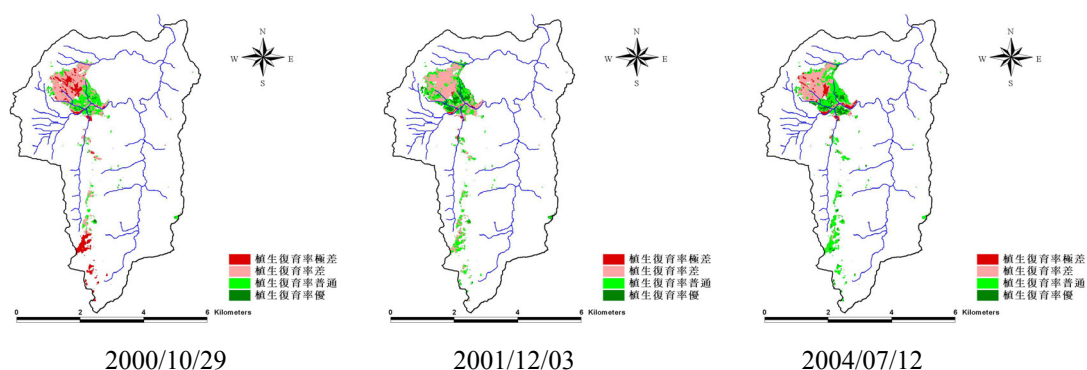 N
W E
S
植生復育率極差
植生復育率差
植生復育率普通
植生復育率優
0 2 4 6 Kilometers
2000/10/29
N
W E
S
植生復育率極差
植生復育率差
植生復育率普通
植生復育率優
0 2 4 6 Kilometers
2001/12/03
N
W E
S
植生復育率極差
植生復育率差
植生復育率普通
植生復育率優
0 2 4 6 Kilometers
2004/07/12